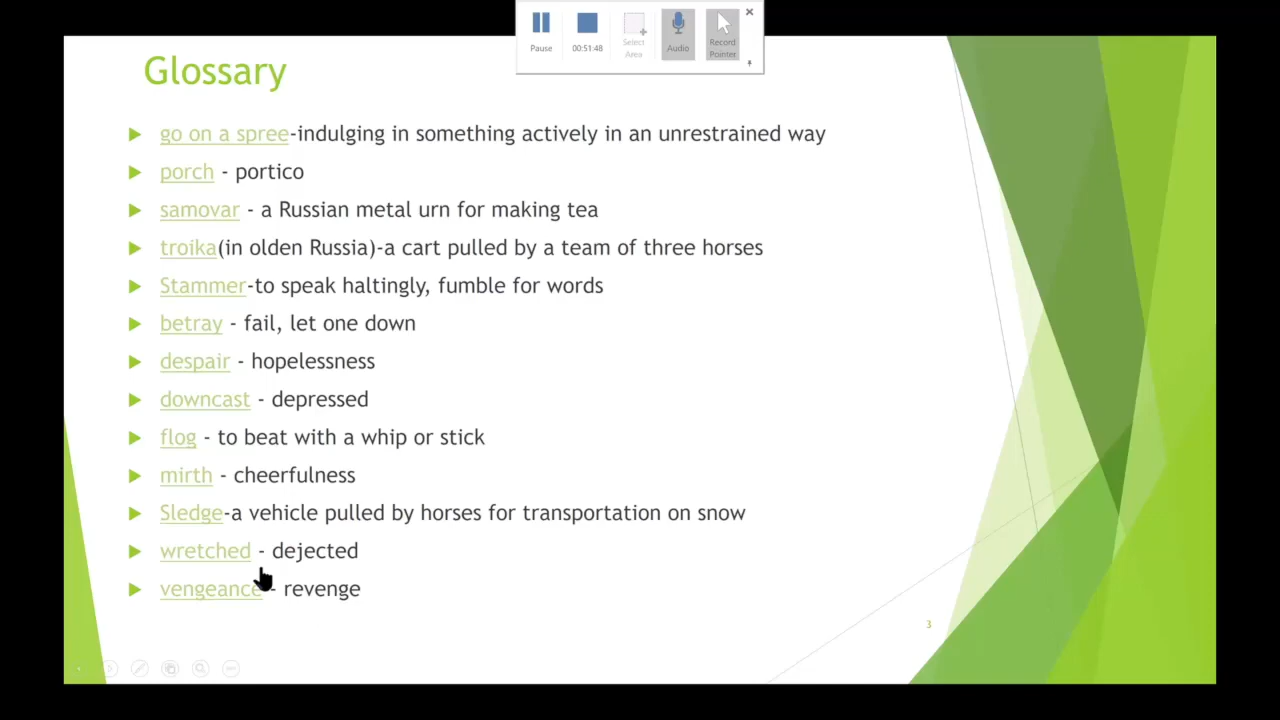 Pause
00:51:48
Select
Area
Audio
Record
Pointer
Glossary
go on a spree-indulging in something actively in an unrestrained way
porch - portico
samovar - a Russian metal urn for making tea
troika(in olden Russia)-a cart pulled by a team of three horses
Stammer-to speak haltingly, fumble for words
betray - fail, let one down
despair - hopelessness
downcast - depressed
flog - to beat with a whip or stick
mirth - cheerfulness
Sledge-a vehicle pulled by horses for transportation on snow
wretched - dejected
vengeance - revenge
3